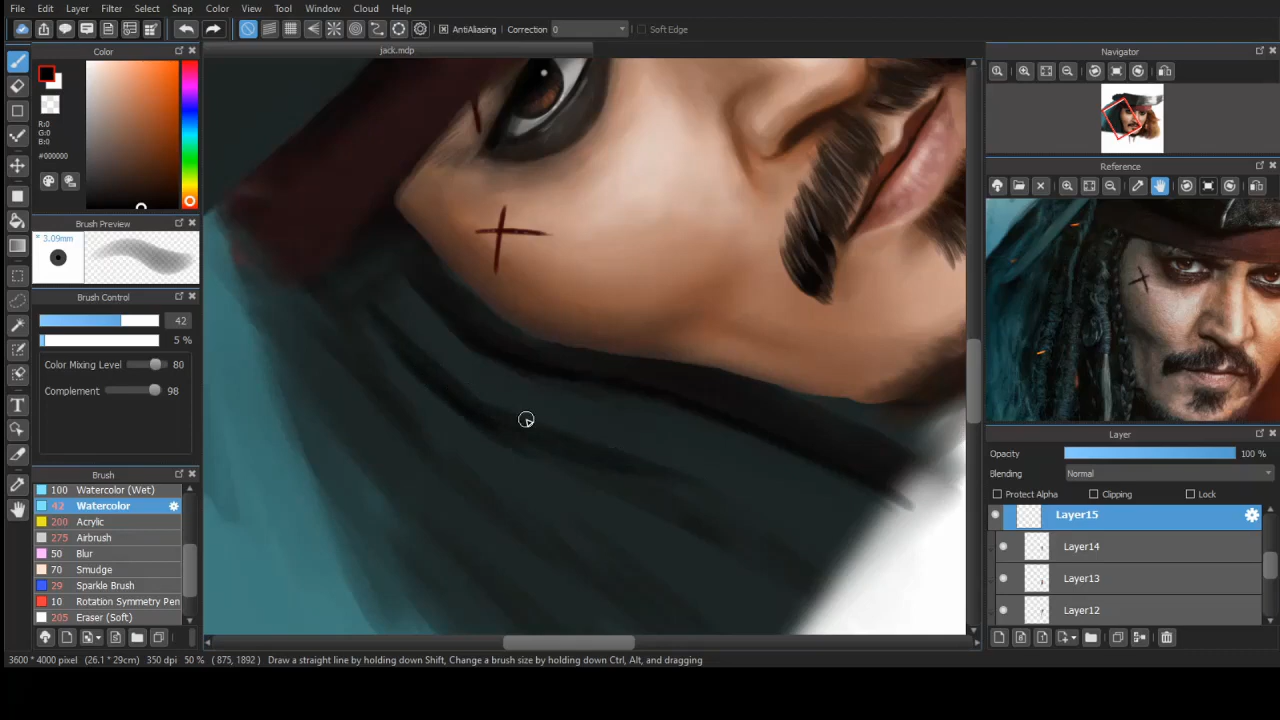 File Edit Layer Filter Select Snap Color View Tool Window Cloud Help
AntiAliasing Correction 0 Soft Edge
Color
jack.mdp
Navigator
R:0
G:0
B:0
#000000
Reference
Brush Preview
* 3.09mm
Brush Control
42
5 %
Color Mixing Level 80
Complement 98
Layer
Opacity 100 %
Blending Normal
Protect Alpha Clipping Lock
Brush
100 Watercolor (Wet)
42 Watercolor
200 Acrylic
275 Airbrush
50 Blur
70 Smudge
29 Sparkle Brush
10 Rotation Symmetry Pen
205 Eraser (Soft)
Layer15
Layer14
Layer13
Layer12
3600 * 4000 pixel (26.1 * 29cm) 350 dpi 50 % ( 875, 1892 ) Draw a straight line by holding down Shift, Change a brush size by holding down Ctrl, Alt, and dragging